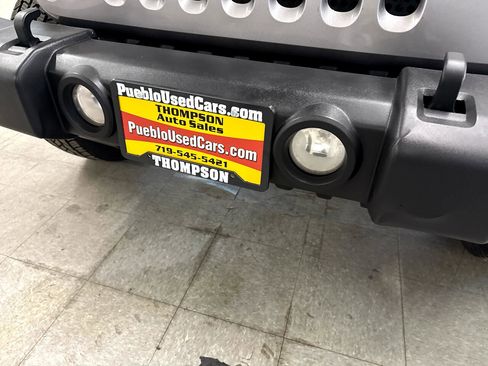 PuebloUsedCars.com
THOMPSON
Auto Sales
PuebloUsedCars.com
719-545-5421
THOMPSON